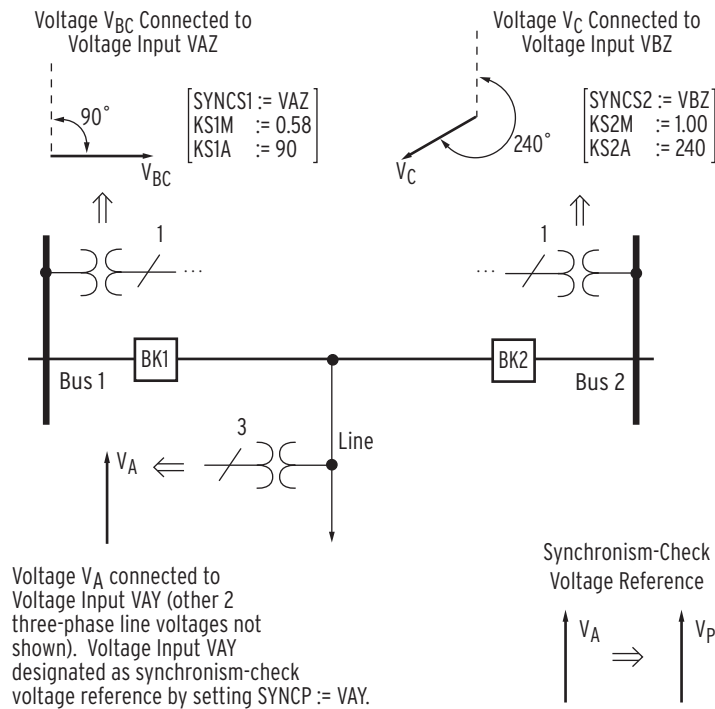 Voltage VBC Connected to
Voltage Input VAZ
90°
VBC
SYNCS1 := VAZ
KS1M := 0.58
KS1A := 90
Voltage VC Connected to
Voltage Input VBZ
240°
VC
SYNCS2 := VBZ
KS2M := 1.00
KS2A := 240
1
...
1
...
BK1
BK2
Bus 1
Bus 2
3
Line
VA
Voltage VA connected to
Voltage Input VAY (other 2
three-phase line voltages not
shown). Voltage Input VAY
designated as synchronism-check
voltage reference by setting SYNCP := VAY.
Synchronism-Check
Voltage Reference
VA
VP